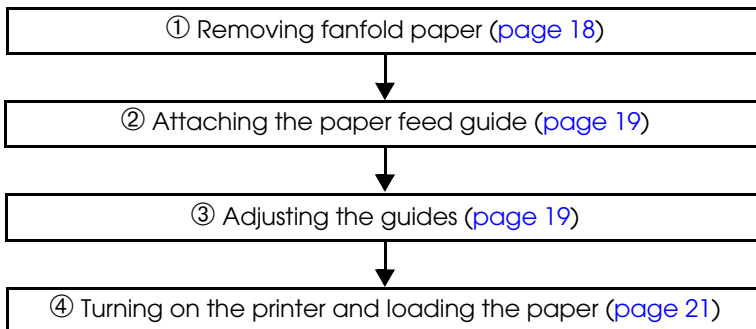 ① Removing fanfold paper (page 18)
② Attaching the paper feed guide (page 19)
③ Adjusting the guides (page 19)
④ Turning on the printer and loading the paper (page 21)